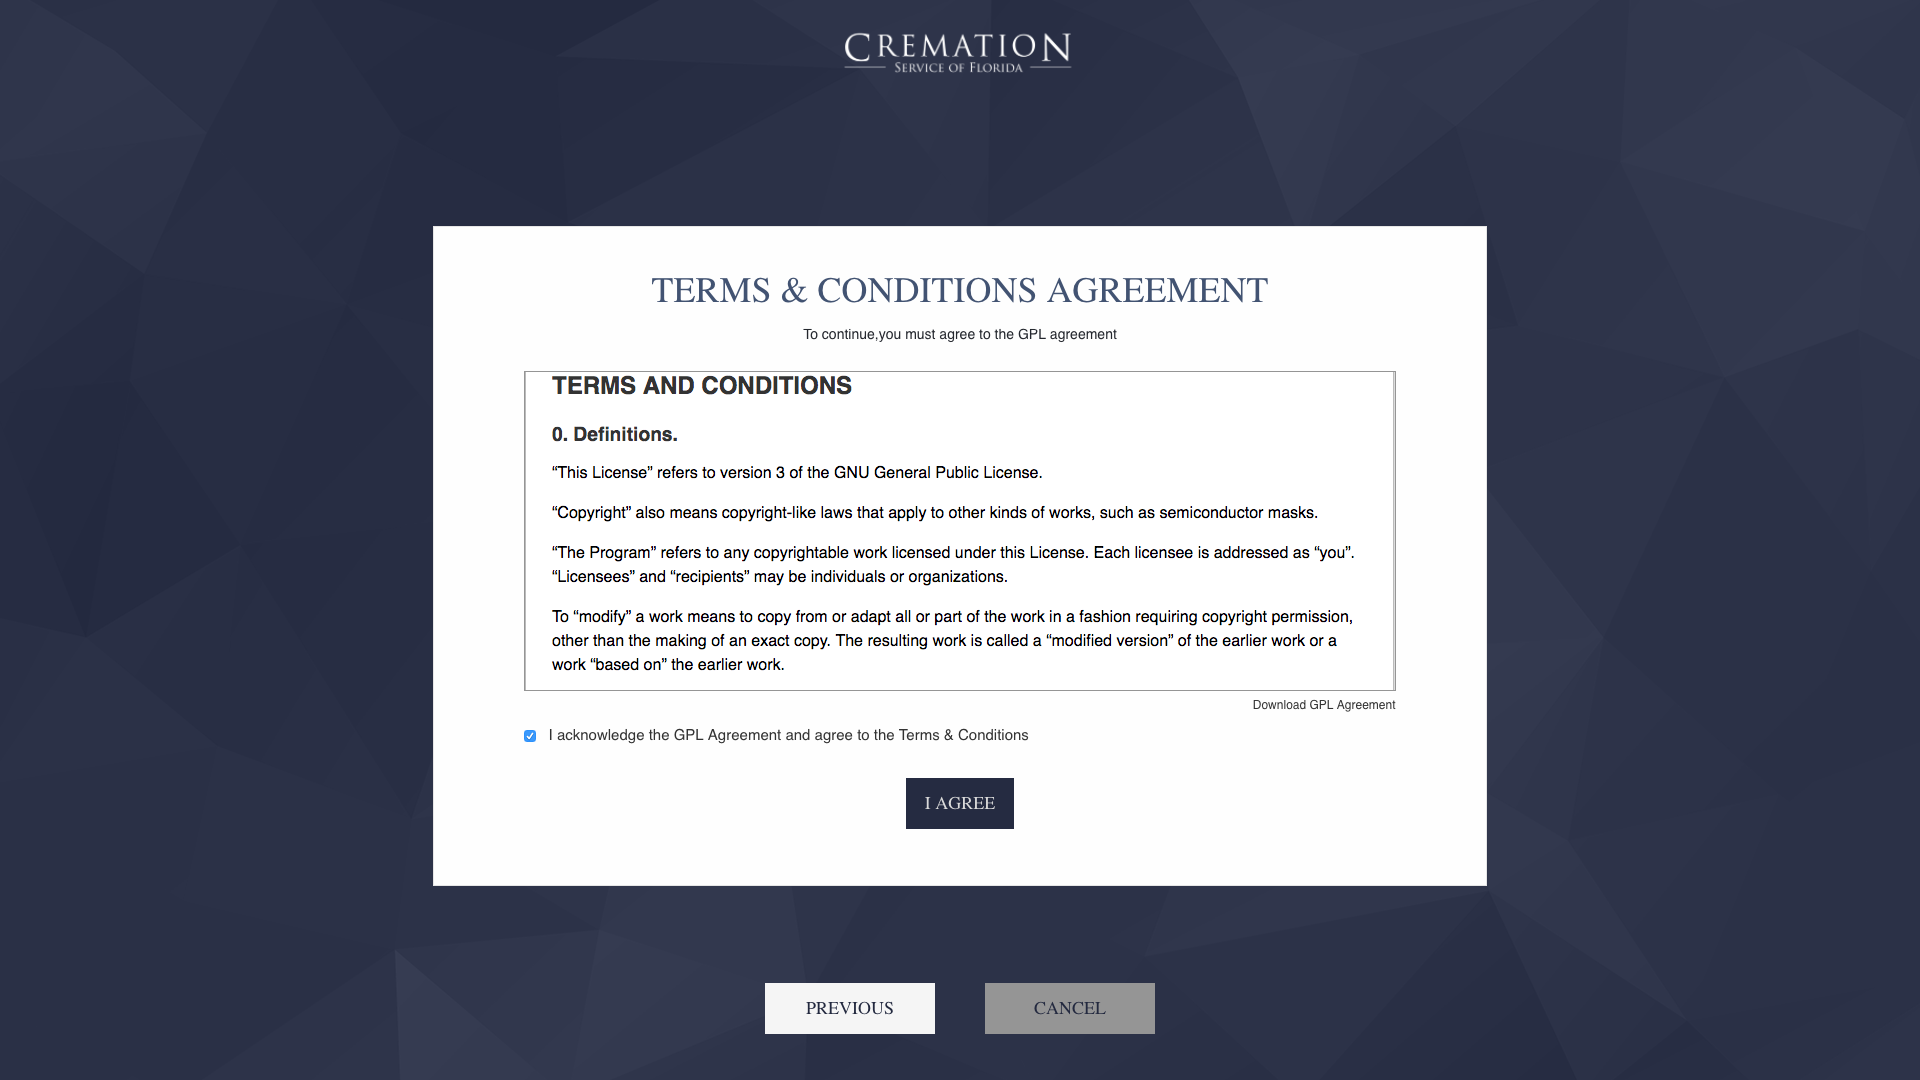 CREMATION
SERVICE OF FLORIDA
TERMS & CONDITIONS AGREEMENT
To continue,you must agree to the GPL agreement
TERMS AND CONDITIONS
0. Definitions.
“This License” refers to version 3 of the GNU General Public License.
“Copyright” also means copyright-like laws that apply to other kinds of works, such as semiconductor masks.
“The Program” refers to any copyrightable work licensed under this License. Each licensee is addressed as “you”.
“Licensees” and “recipients” may be individuals or organizations.
To “modify” a work means to copy from or adapt all or part of the work in a fashion requiring copyright permission,
other than the making of an exact copy. The resulting work is called a “modified version” of the earlier work or a
work “based on” the earlier work.
Download GPL Agreement
I acknowledge the GPL Agreement and agree to the Terms & Conditions
I AGREE
PREVIOUS
CANCEL